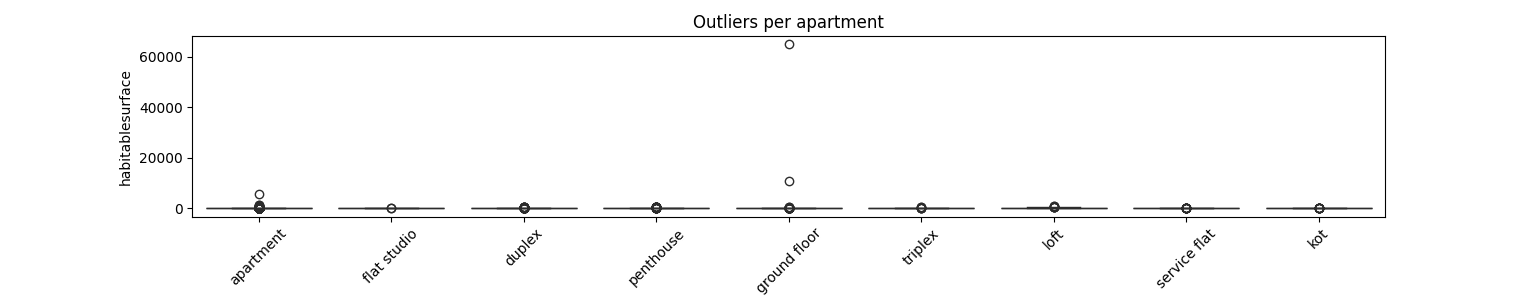 Outliers per apartment
habitablesurface
60000
40000
20000
0
apartment
flat studio
duplex
penthouse
ground floor
triplex
loft
service flat
kot